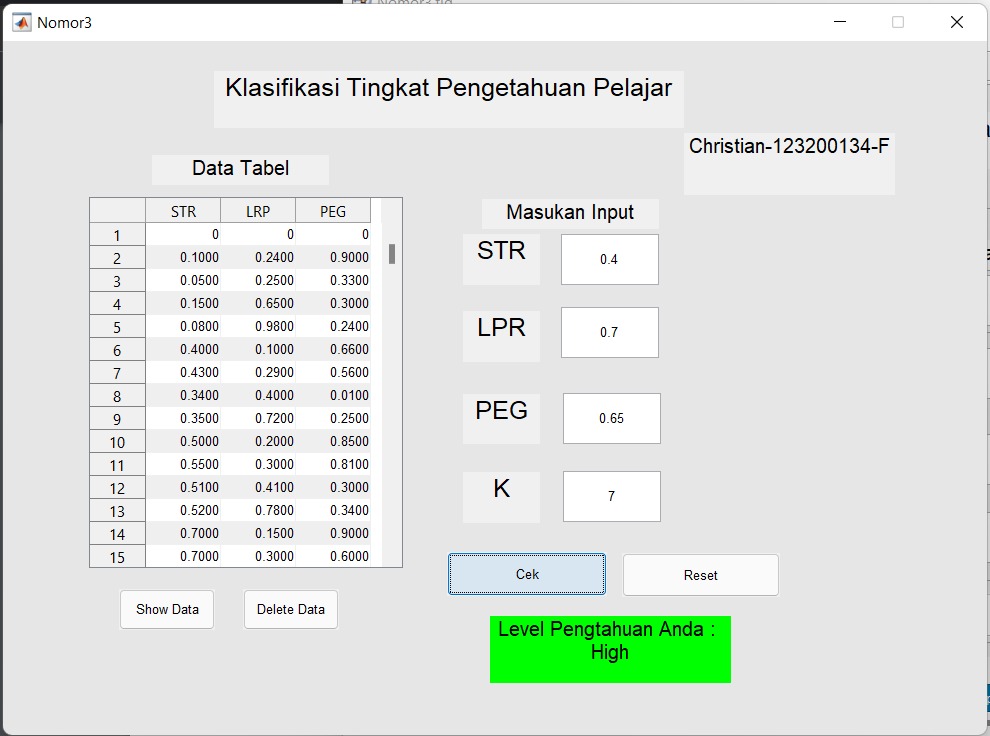 Nomor3
Klasifikasi Tingkat Pengetahuan Pelajar
Christian-123200134-F
Data Tabel
STR LRP PEG
1 0 0 0
2 0.1000 0.2400 0.9000
3 0.0500 0.2500 0.3300
4 0.1500 0.6500 0.3000
5 0.0800 0.9800 0.2400
6 0.4000 0.1000 0.6600
7 0.4300 0.2900 0.5600
8 0.3400 0.4000 0.0100
9 0.3500 0.7200 0.2500
10 0.5000 0.2000 0.8500
11 0.5500 0.3000 0.8100
12 0.5100 0.4100 0.3000
13 0.5200 0.7800 0.3400
14 0.7000 0.1500 0.9000
15 0.7000 0.3000 0.6000
Show Data
Delete Data
Masukan Input
STR 0.4
LPR 0.7
PEG 0.65
K 7
Cek
Reset
Level Pengtahuan Anda :
High